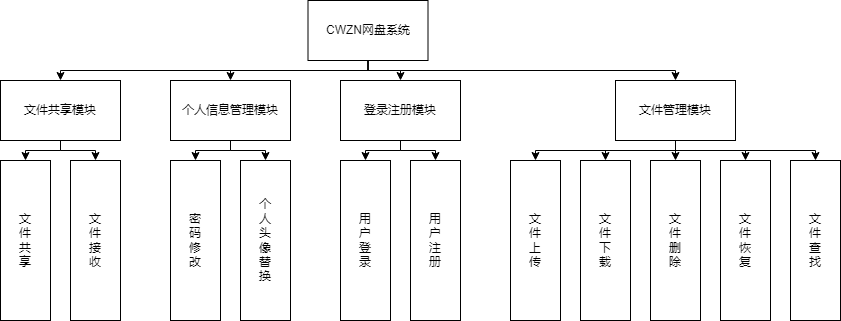 CWZN网盘系统
文件共享模块
个人信息管理模块
登录注册模块
文件管理模块
文件共享
文件接收
密码修改
个人头像替换
用户登录
用户注册
文件上传
文件下载
文件删除
文件恢复
文件查找